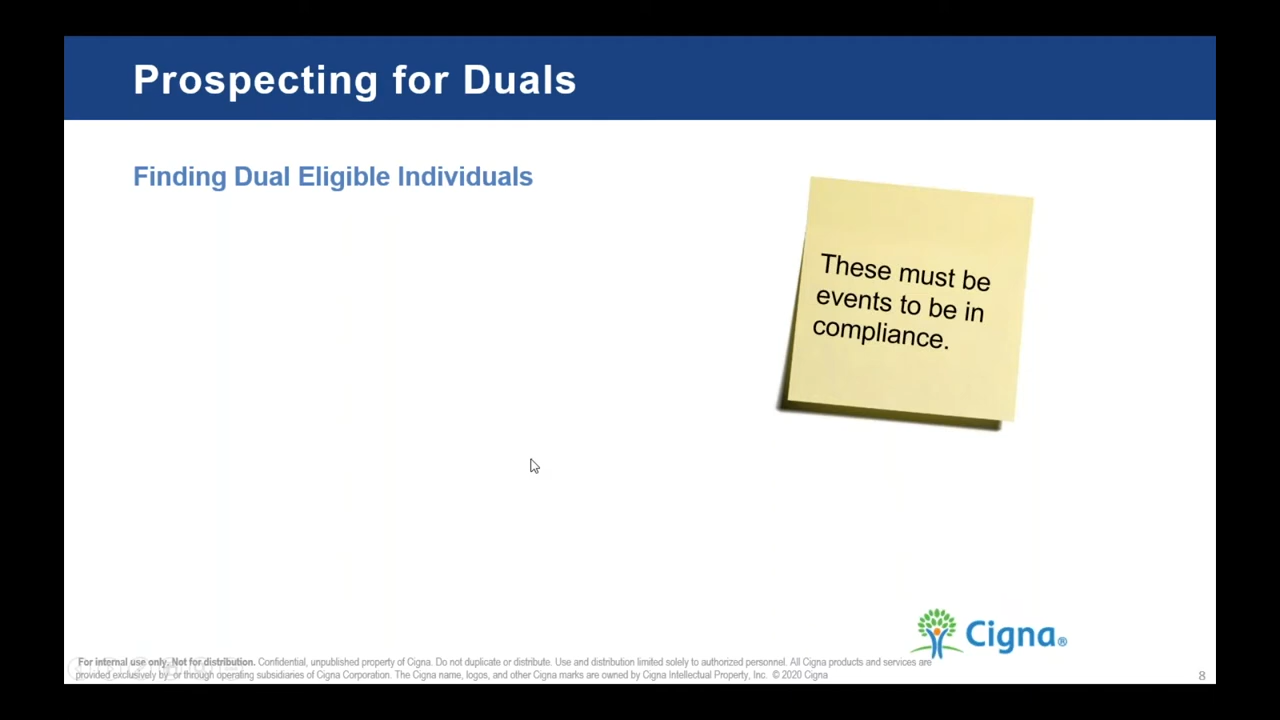 Prospecting for Duals
Finding Dual Eligible Individuals
These must be
events to be in
compliance.
Cigna®
For internal use only. Not for distribution. Confidential, unpublished property of Cigna. Do not duplicate or distribute. Use and distribution limited solely to authorized personnel. All Cigna products and services are
provided exclusively by or through operating subsidiaries of Cigna Corporation. The Cigna name, logos, and other Cigna marks are owned by Cigna Intellectual Property, Inc. © 2020 Cigna
8